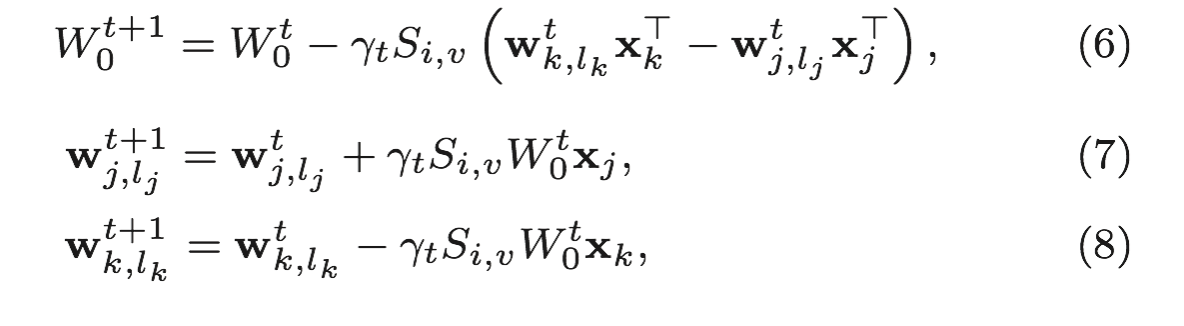 $W_0^{t+1} = W_0^t - \gamma_t S_{i,v} \left( \mathbf{w}_{k,l_k}^t \mathbf{x}_k^\top - \mathbf{w}_{j,l_j}^t \mathbf{x}_j^\top \right),$ (6)
$\mathbf{w}_{j,l_j}^{t+1} = \mathbf{w}_{j,l_j}^t + \gamma_t S_{i,v} W_0^t \mathbf{x}_j,$ (7)
$\mathbf{w}_{k,l_k}^{t+1} = \mathbf{w}_{k,l_k}^t - \gamma_t S_{i,v} W_0^t \mathbf{x}_k,$ (8)